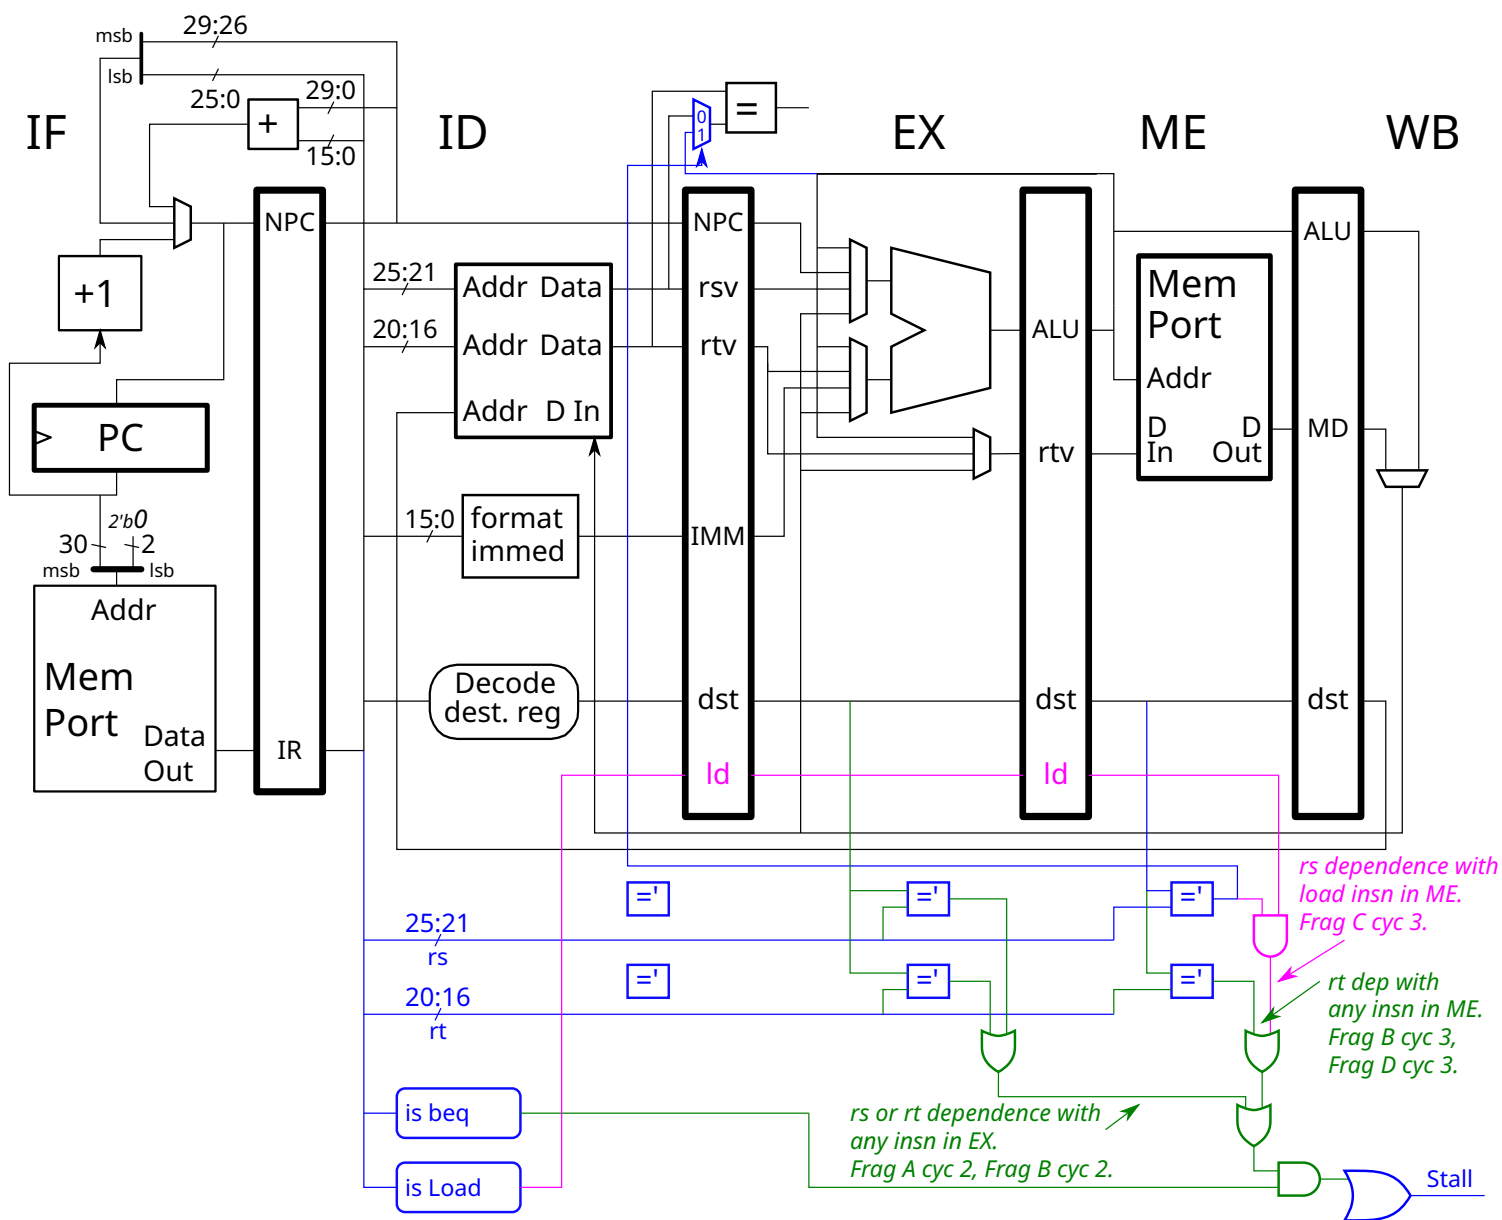 29:26
msb
lsb
25:0
29:0
15:0
+
=
0
1
IF
ID
EX
ME
WB
NPC
NPC
ALU
+1
25:21
Addr Data
rsv
20:16
Addr Data
rtv
ALU
Mem
Port
Addr
Addr D In
PC
D
In
D
Out
MD
rtv
2'b0
30
2
msb
lsb
15:0
format
immed
IMM
Addr
Mem
Port
Data
Out
IR
Decode
dest. reg
dst
dst
dst
ld
ld
='
='
='
rs dependence with
load insn in ME.
Frag C cyc 3.
25:21
rs
='
='
='
20:16
rt
rt dep with
any insn in ME.
Frag B cyc 3,
Frag D cyc 3.
is beq
rs or rt dependence with
any insn in EX.
Frag A cyc 2, Frag B cyc 2.
is Load
Stall